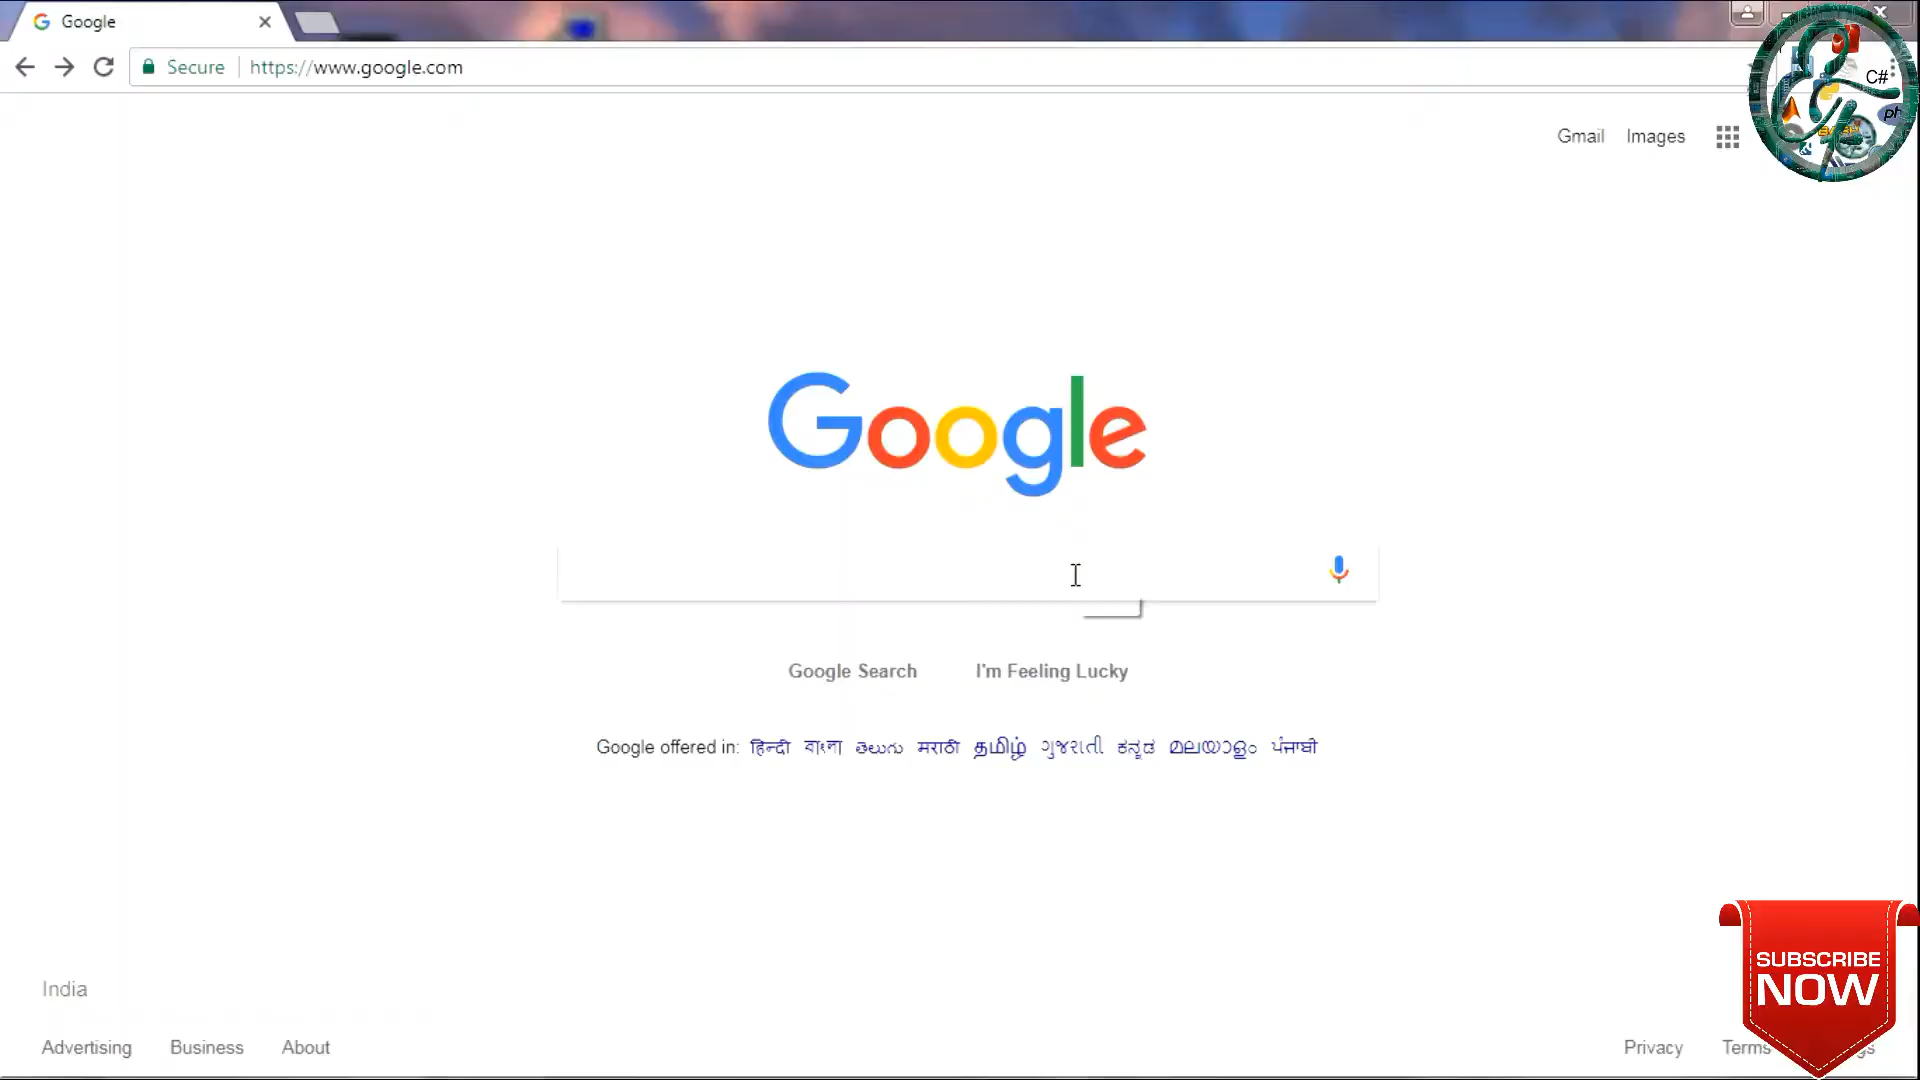 Google
Secure https://www.google.com
C#
Gmail Images
Google
Google Search I'm Feeling Lucky
Google offered in: हिन्दी বাংলা తెలుగు मराठी தமிழ் ગુજરાતી ಕನ್ನಡ മലയാളം ਪੰਜਾਬੀ
SUBSCRIBE
NOW
India
Advertising Business About
Privacy Terms